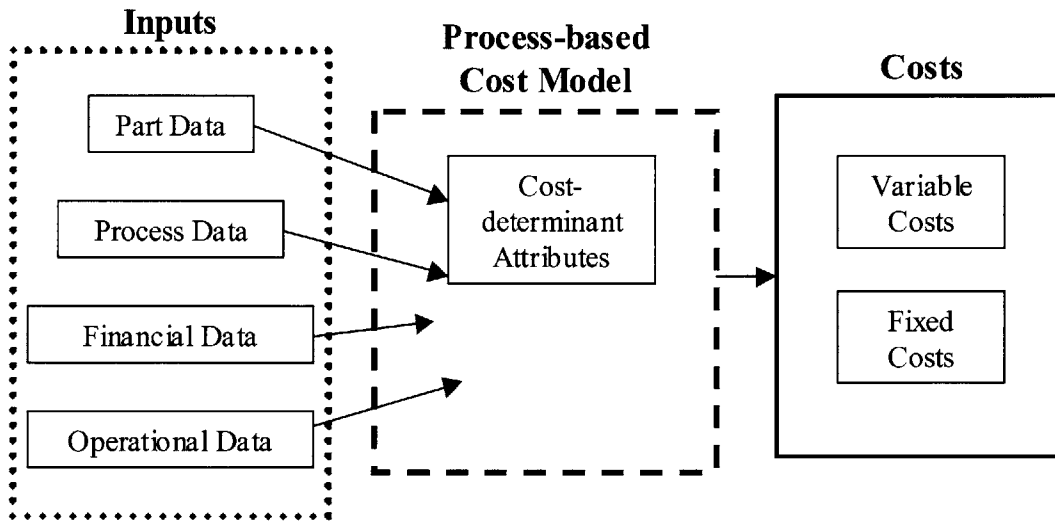 Inputs
Part Data
Process Data
Financial Data
Operational Data
Process-based
Cost Model
Cost-
determinant
Attributes
Costs
Variable
Costs
Fixed
Costs